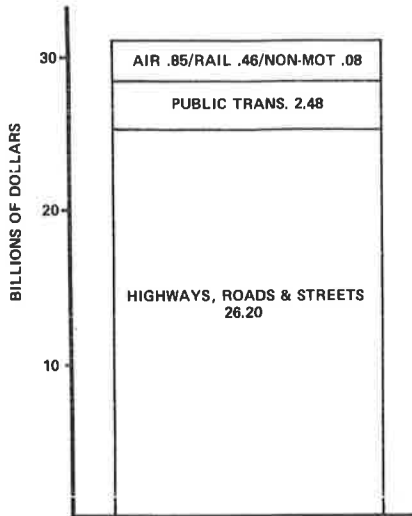 30
AIR .85/RAIL .46/NON-MOT .08
PUBLIC TRANS. 2.48
BILLIONS OF DOLLARS
20
HIGHWAYS, ROADS & STREETS
26.20
10